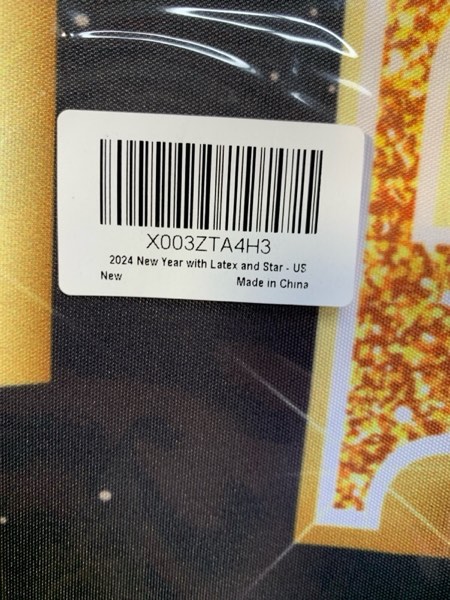 X003ZTA4H3
2024 New Year with Latex and Star - US
New Made in China